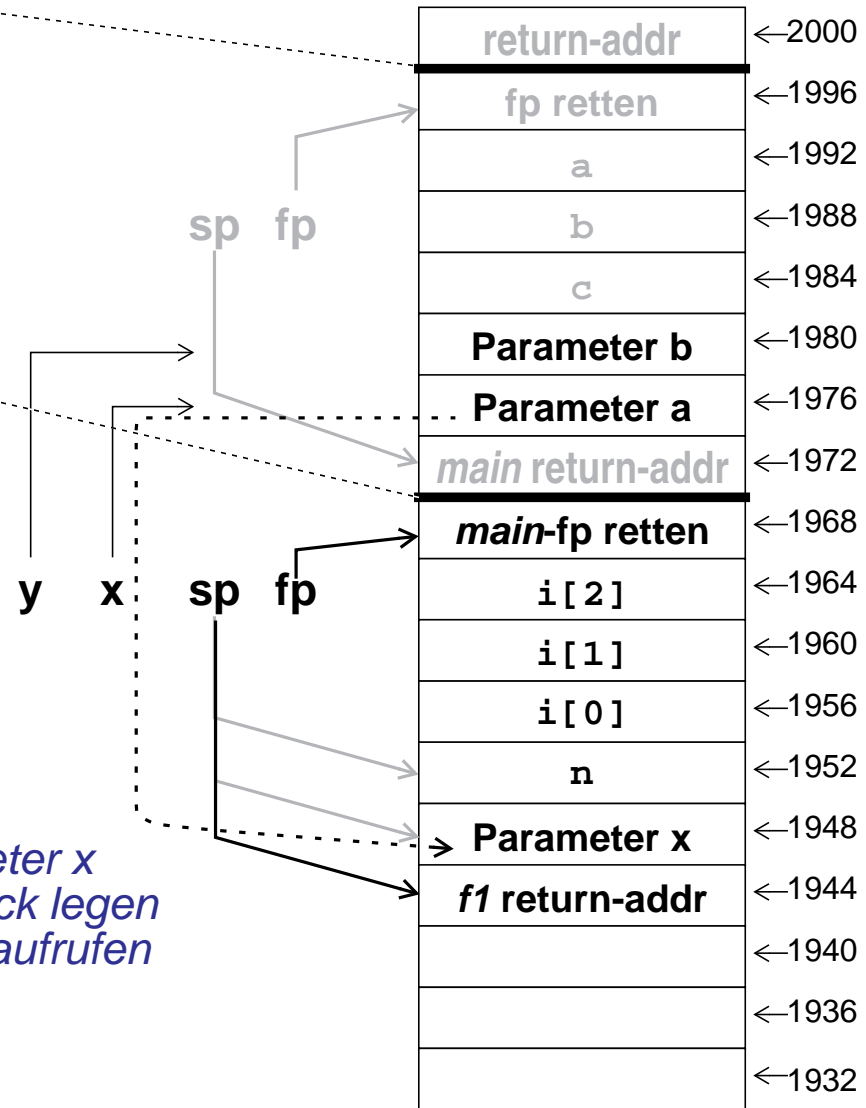 return-addr 2000
fp retten 1996
a 1992
sp fp b 1988
c 1984
Parameter b 1980
Parameter a 1976
main return-addr 1972
main-fp retten 1968
y x sp fp i[2] 1964
i[1] 1960
i[0] 1956
n 1952
Parameter x 1948
eter x
ck legen f1 return-addr 1944
aufrufen 1940
1936
1932